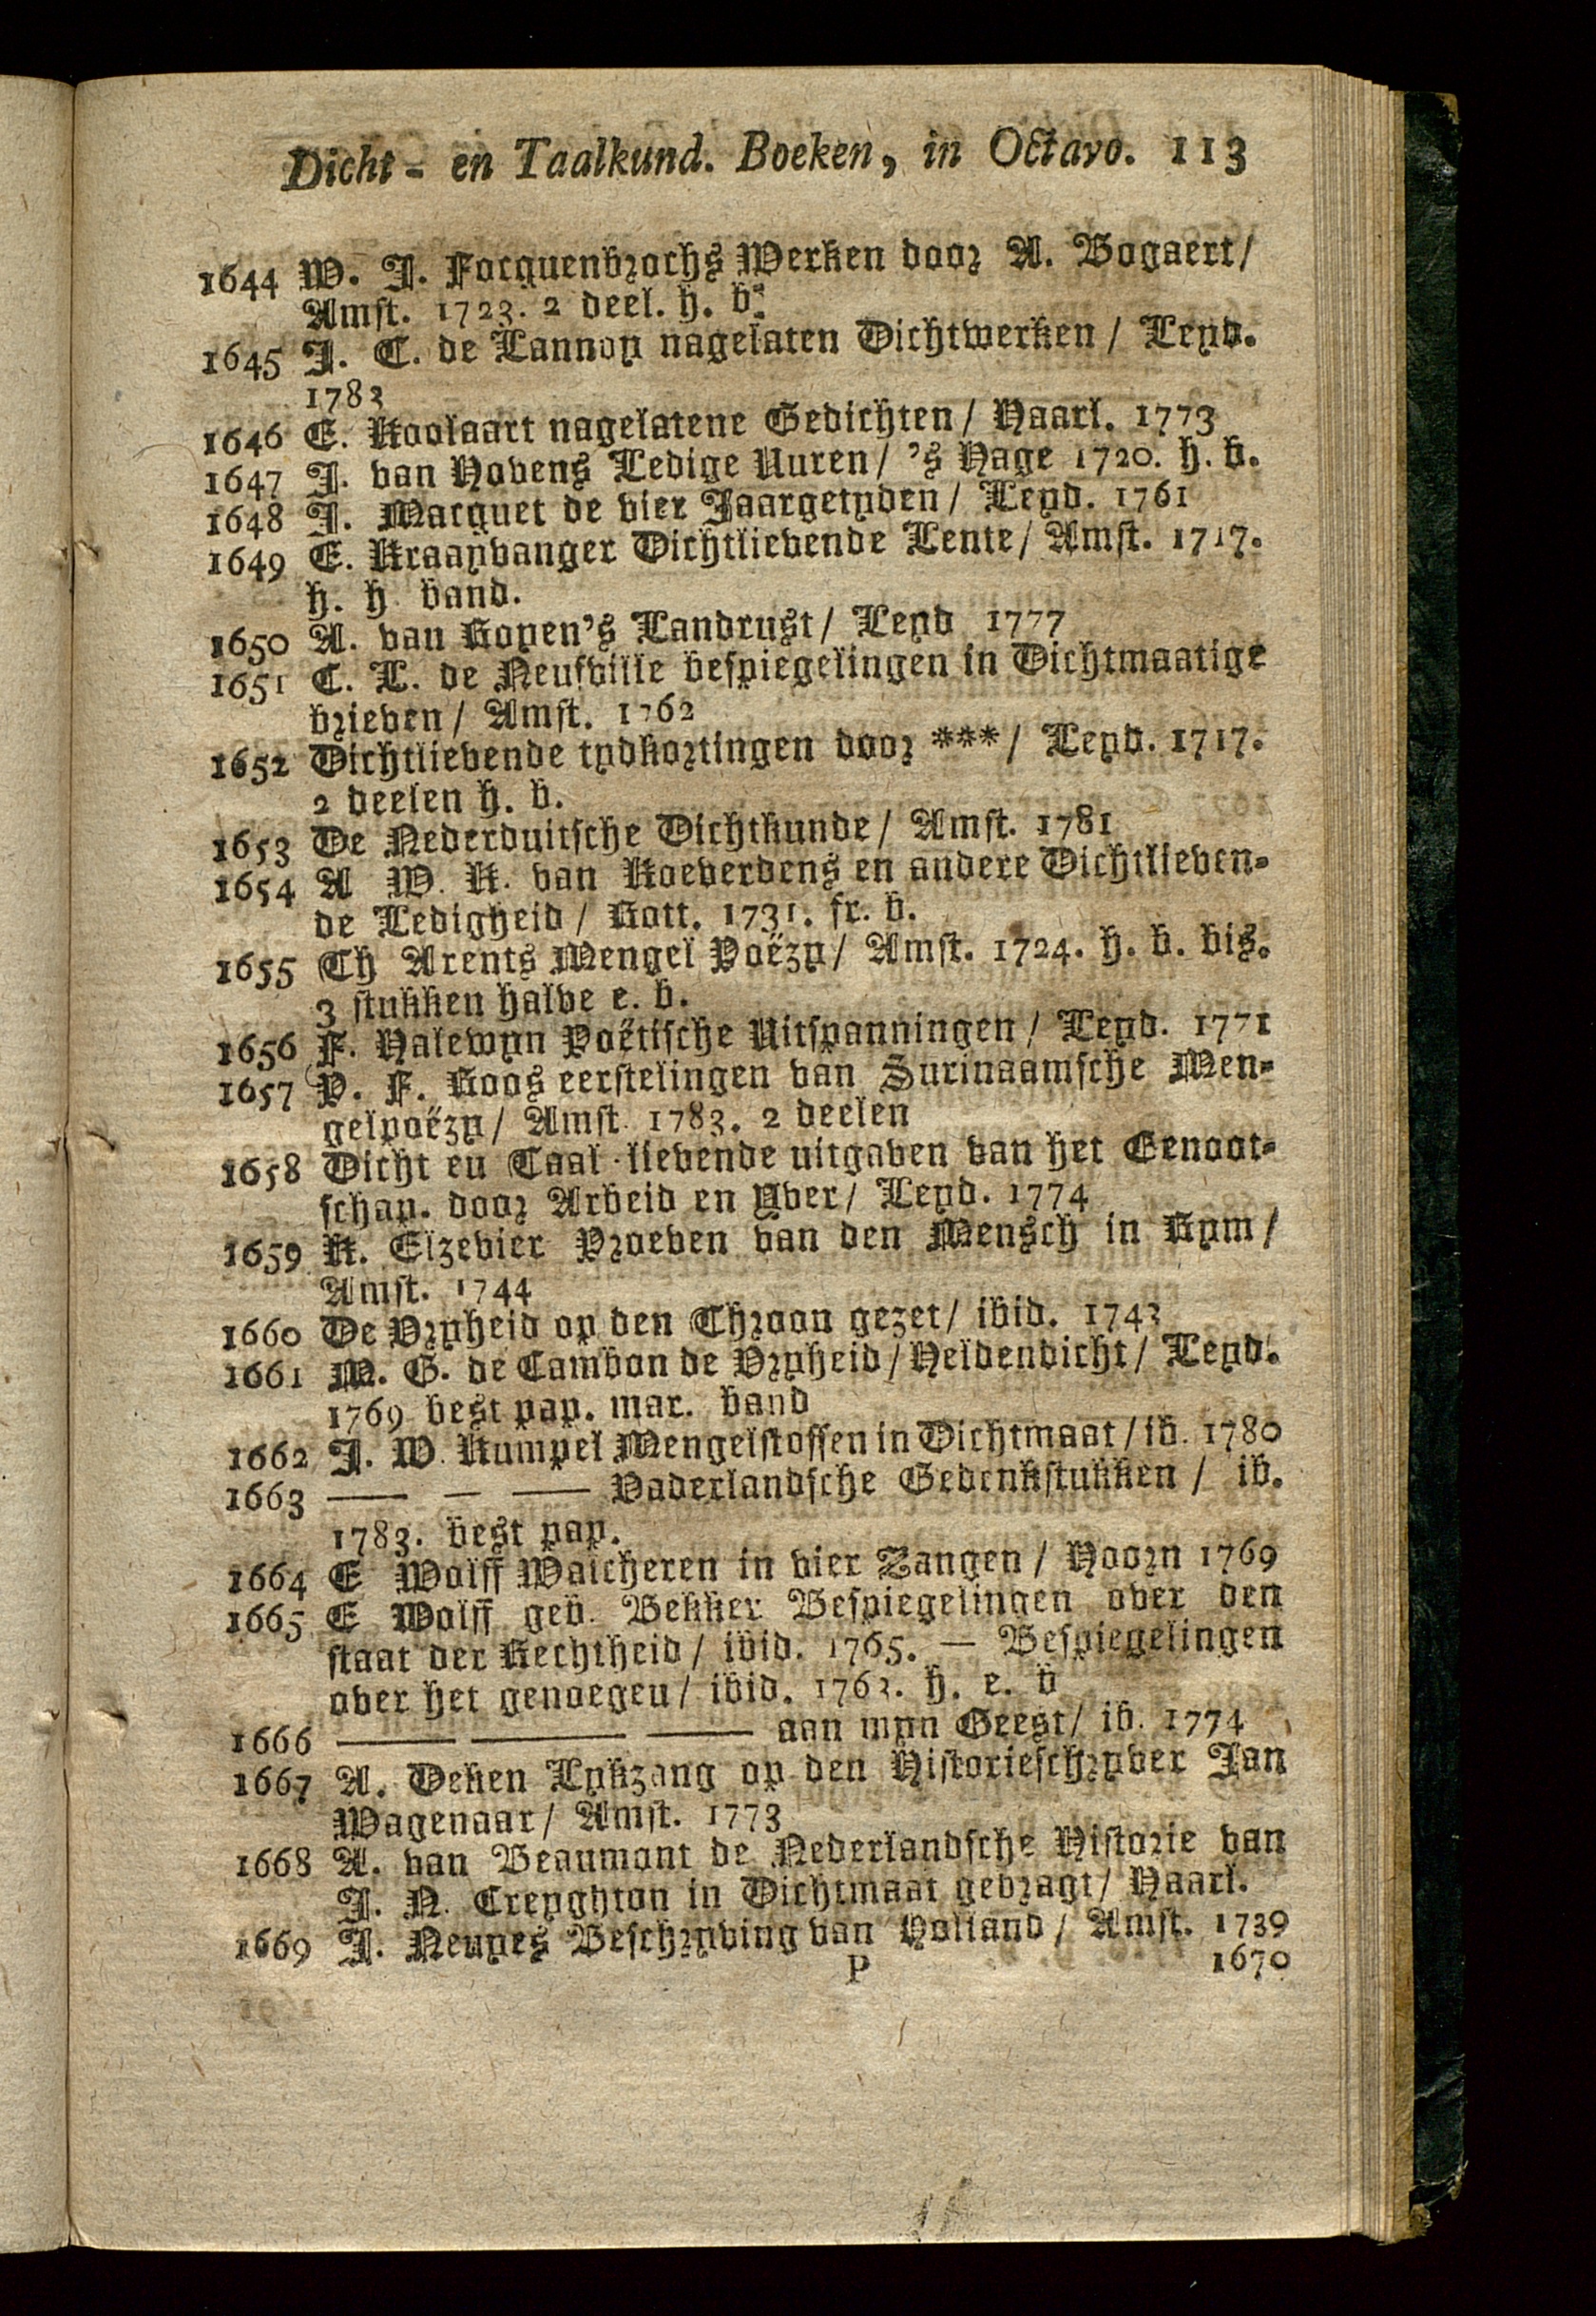 Dicht- en Taalkund. Boeken, in Octavo. 113
1644 W. J. Focquenbrochs Werken door A. Bogaert/
Amst. 1723. 2 deel. h. b.
1645 J. C. de Lannoy nagelaten Dichtwerken / Leyd.
1783
1646 E. Koolaart nagelatene Gedichten / Haarl. 1773
1647 J. van Hovens Ledige Uuren / 's Hage 1720. h. b.
1648 J. Macquet de vier Jaargetyden / Leyd. 1761
1649 E. Kraayvanger Dichtlievende Lente / Amst. 1717.
h. h band.
1650 A. van Royen's Landrust / Leyd 1777
1651 C. L. de Neufville bespiegelingen in Dichtmaatige
brieven / Amst. 1762
1652 Dichtlievende tydkortingen door *** / Leyd. 1717.
2 deelen h. b.
1653 De Nederduitsche Dichtkunde / Amst. 1781
1654 A W. K. van Koeverdens en andere Dichtlieven-
de Ledigheid / Rott. 1731. fr. b.
1655 Th Arents Mengel Poëzy / Amst. 1724. h. b. bis.
3 stukken halve e. b.
1656 F. Halewyn Poëtische Uitspanningen / Leyd. 1771
1657 P. F. Roos eerstelingen van Surinaamsche Men-
gelpoëzy / Amst. 1783. 2 deelen
1658 Dicht en Taal-lievende uitgaven van het Genoot-
schap. door Arbeid en Yver / Leyd. 1774
1659 K. Elzevier Proeven van den Mensch in Rym /
Amst. 1744
1660 De Vryheid op den Throon gezet / ibid. 1743
1661 M. G. de Cambon de Vryheid / Heldendicht / Leyd.
1769 best pap. mar. band
1662 J. W. Kumpel Mengelstoffen in Dichtmaat / ib. 1780
1663 —— — —— Vaderlandsche Gedenkstukken / ib.
1783. best pap.
1664 E Wolff Walcheren in vier Zangen / Hoorn 1769
1665 E Wolff geb. Bekker Bespiegelingen over den
staat der Rechtheid / ibid. 1765. — Bespiegelingen
over het genoegen / ibid. 1763. h. e. b
1666 —— —— —— aan myn Geest / ib. 1774
1667 A. Deken Lykzang op den Historieschryver Jan
Wagenaar / Amst. 1773
1668 A. van Beaumont de Nederlandsche Historie van
J. N. Creyghton in Dichtmaat gebragt / Haarl.
1669 J. Neuyes Beschryving van Holland / Amst. 1739
P 1670